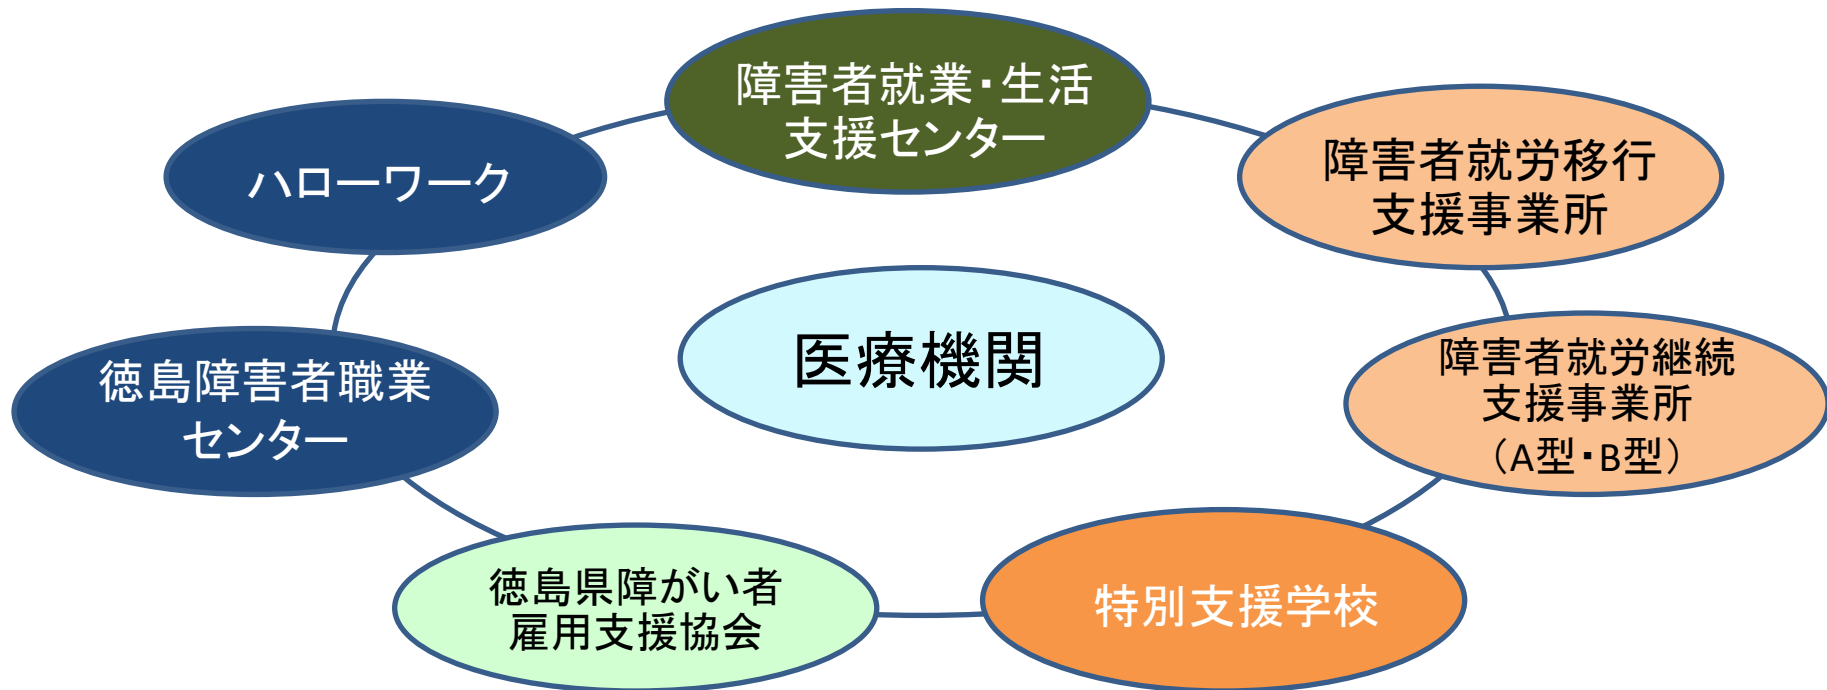 障害者就業・生活
支援センター
ハローワーク
障害者就労移行
支援事業所
医療機関
徳島障害者職業
センター
障害者就労継続
支援事業所
（A型・B型）
徳島県障がい者
雇用支援協会
特別支援学校